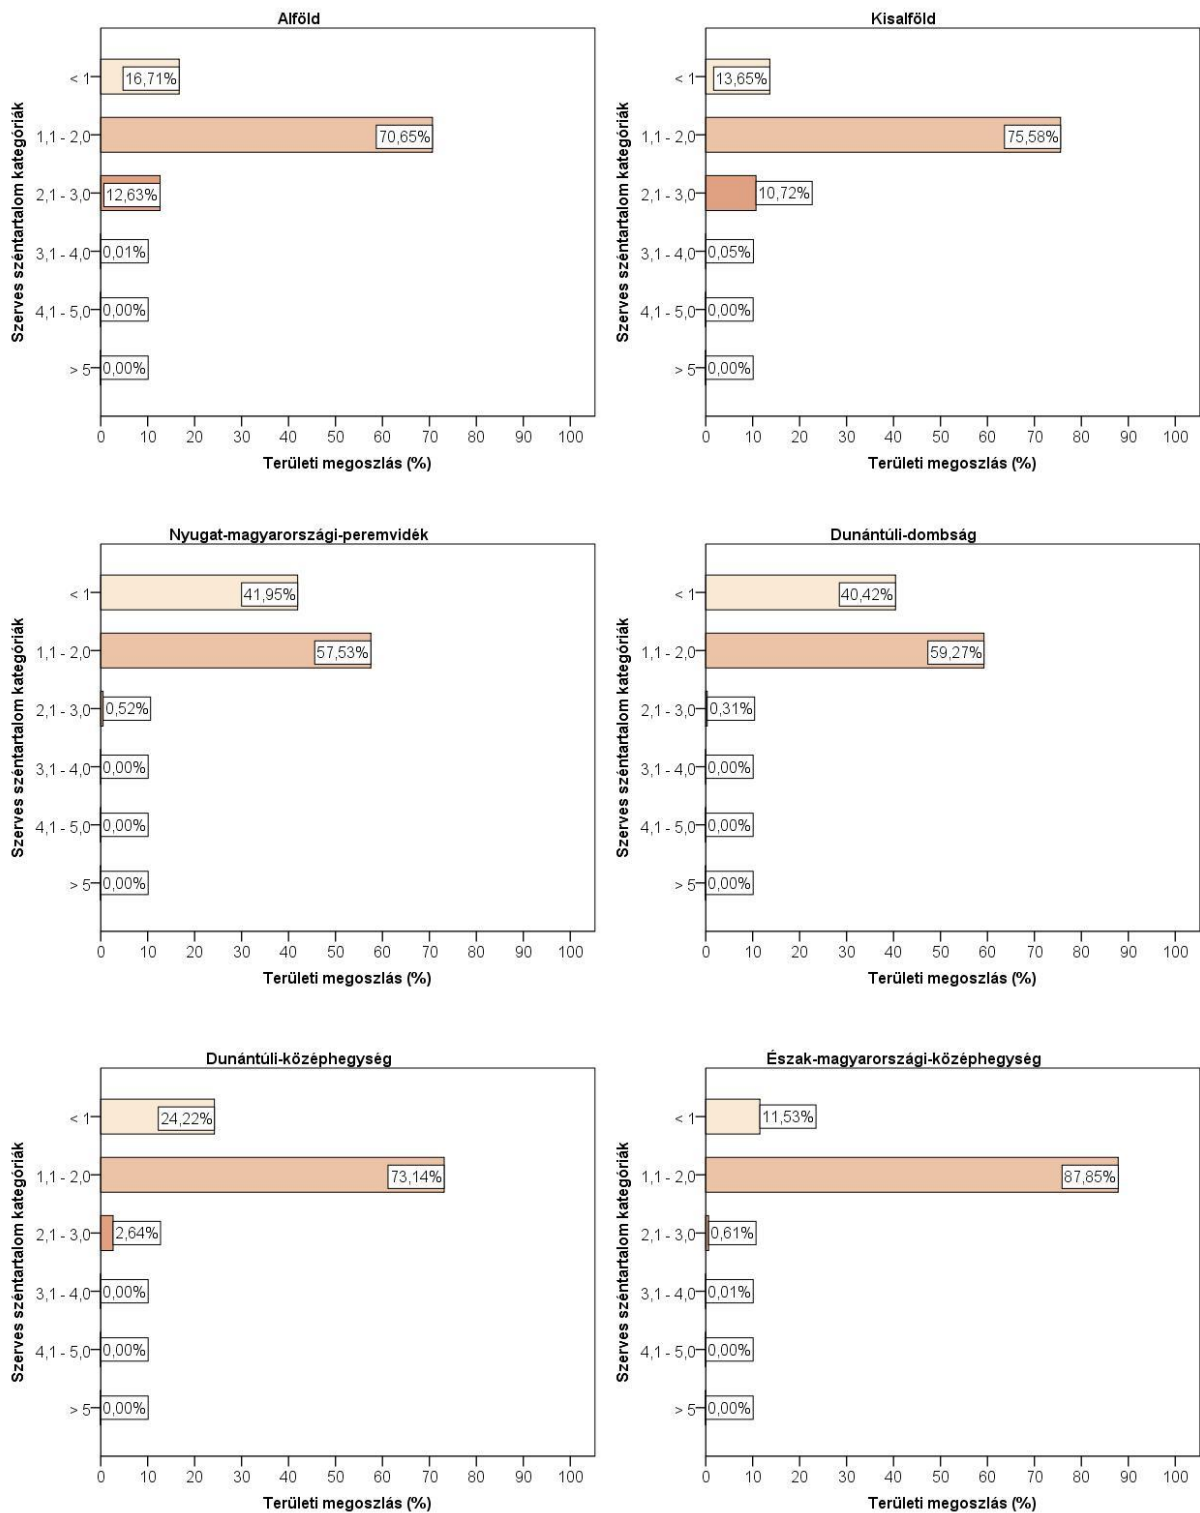 Alföld
Szerves széntartalom kategóriák
< 1
16,71%
1,1 - 2,0
70,65%
2,1 - 3,0
12,63%
3,1 - 4,0
0,01%
4,1 - 5,0
0,00%
> 5
0,00%
0 10 20 30 40 50 60 70 80 90 100
Területi megoszlás (%)
Kisalföld
Szerves széntartalom kategóriák
< 1
13,65%
1,1 - 2,0
75,58%
2,1 - 3,0
10,72%
3,1 - 4,0
0,05%
4,1 - 5,0
0,00%
> 5
0,00%
0 10 20 30 40 50 60 70 80 90 100
Területi megoszlás (%)
Nyugat-magyarországi-peremvidék
Szerves széntartalom kategóriák
< 1
41,95%
1,1 - 2,0
57,53%
2,1 - 3,0
0,52%
3,1 - 4,0
0,00%
4,1 - 5,0
0,00%
> 5
0,00%
0 10 20 30 40 50 60 70 80 90 100
Területi megoszlás (%)
Dunántúli-dombság
Szerves széntartalom kategóriák
< 1
40,42%
1,1 - 2,0
59,27%
2,1 - 3,0
0,31%
3,1 - 4,0
0,00%
4,1 - 5,0
0,00%
> 5
0,00%
0 10 20 30 40 50 60 70 80 90 100
Területi megoszlás (%)
Dunántúli-középhegység
Szerves széntartalom kategóriák
< 1
24,22%
1,1 - 2,0
73,14%
2,1 - 3,0
2,64%
3,1 - 4,0
0,00%
4,1 - 5,0
0,00%
> 5
0,00%
0 10 20 30 40 50 60 70 80 90 100
Területi megoszlás (%)
Észak-magyarországi-középhegység
Szerves széntartalom kategóriák
< 1
11,53%
1,1 - 2,0
87,85%
2,1 - 3,0
0,61%
3,1 - 4,0
0,01%
4,1 - 5,0
0,00%
> 5
0,00%
0 10 20 30 40 50 60 70 80 90 100
Területi megoszlás (%)